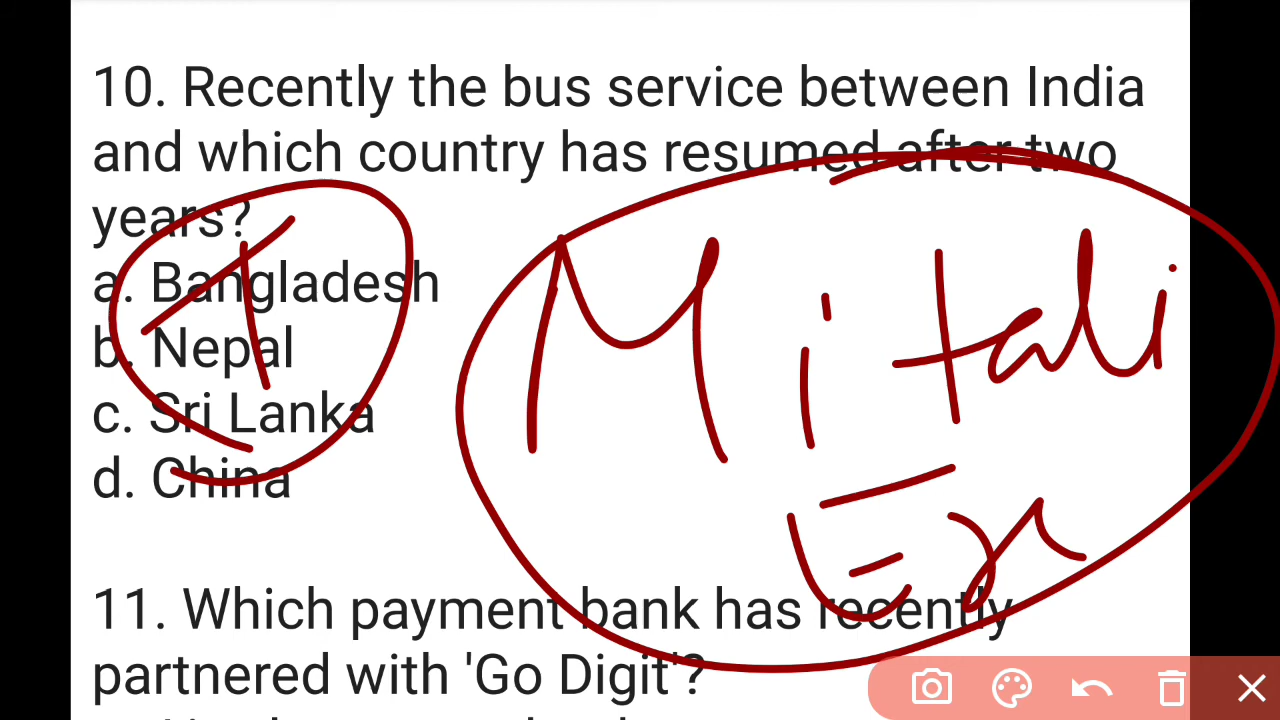 10. Recently the bus service between India
and which country has resumed after two
years?
a. Bangladesh
b. Nepal
c. Sri Lanka
d. China
Mitali
Ex
11. Which payment bank has recently
partnered with 'Go Digit'?